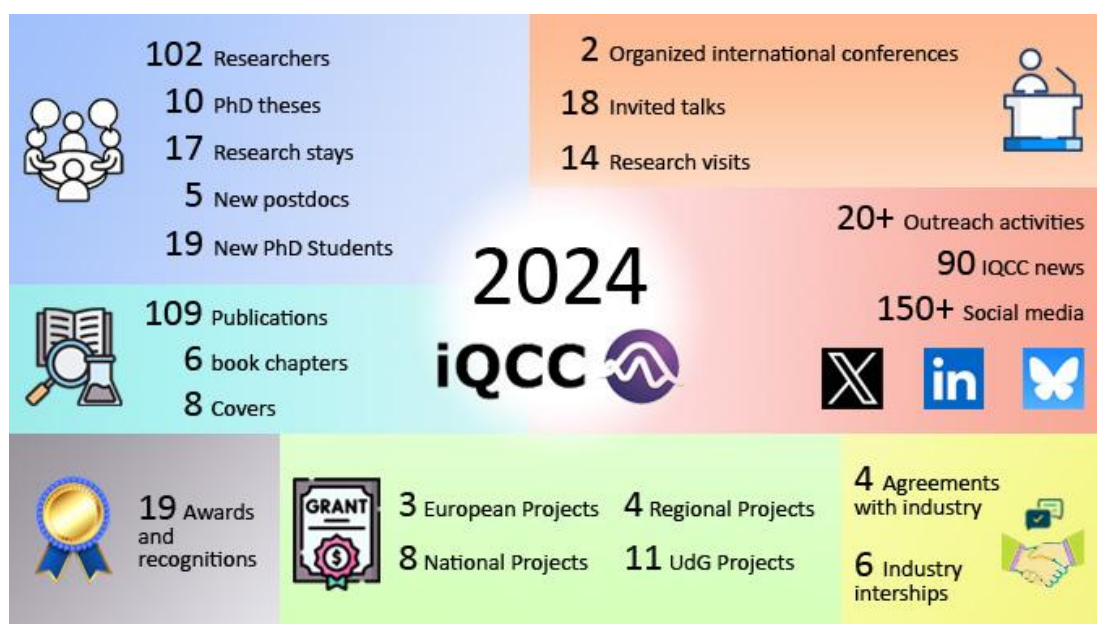 102 Researchers
10 PhD theses
17 Research stays
5 New postdocs
19 New PhD Students
2 Organized international conferences
18 Invited talks
14 Research visits
20+ Outreach activities
90 IQCC news
150+ Social media
X
in
2024
iQCC
109 Publications
6 book chapters
8 Covers
19 Awards
and
recognitions
GRANT
$
3 European Projects
4 Regional Projects
8 National Projects
11 UdG Projects
4 Agreements
with industry
6 Industry
interships